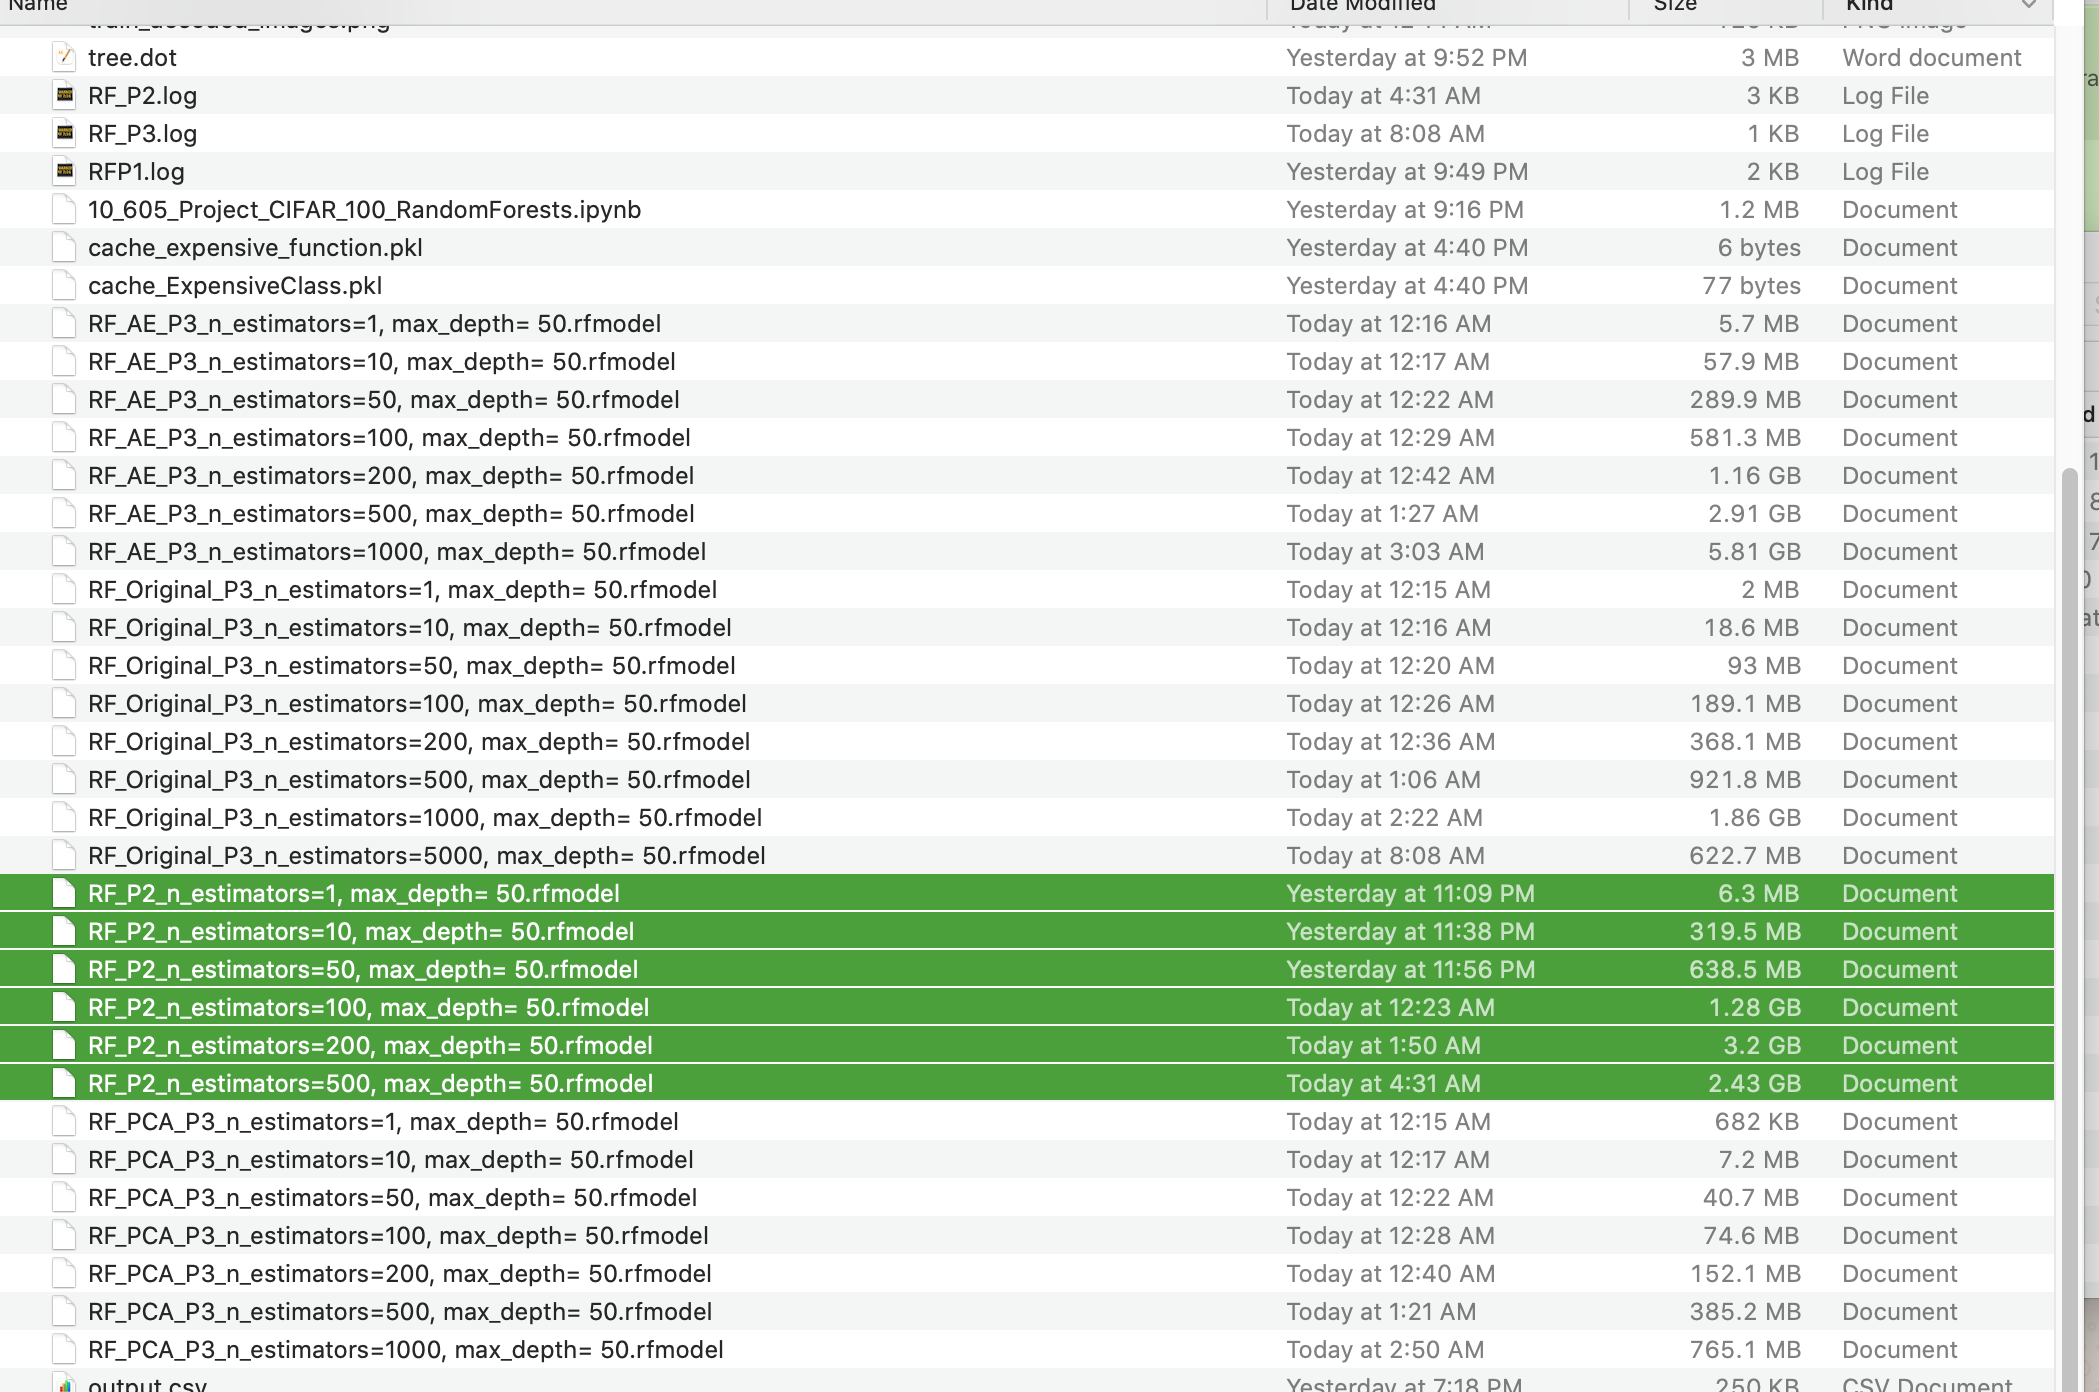 Name Date Modified Size Kind
train_decoded_images.png
tree.dot Yesterday at 9:52 PM 3 MB Word document
RF_P2.log Today at 4:31 AM 3 KB Log File
RF_P3.log Today at 8:08 AM 1 KB Log File
RFP1.log Yesterday at 9:49 PM 2 KB Log File
10_605_Project_CIFAR_100_RandomForests.ipynb Yesterday at 9:16 PM 1.2 MB Document
cache_expensive_function.pkl Yesterday at 4:40 PM 6 bytes Document
cache_ExpensiveClass.pkl Yesterday at 4:40 PM 77 bytes Document
RF_AE_P3_n_estimators=1, max_depth= 50.rfmodel Today at 12:16 AM 5.7 MB Document
RF_AE_P3_n_estimators=10, max_depth= 50.rfmodel Today at 12:17 AM 57.9 MB Document
RF_AE_P3_n_estimators=50, max_depth= 50.rfmodel Today at 12:22 AM 289.9 MB Document
RF_AE_P3_n_estimators=100, max_depth= 50.rfmodel Today at 12:29 AM 581.3 MB Document
RF_AE_P3_n_estimators=200, max_depth= 50.rfmodel Today at 12:42 AM 1.16 GB Document
RF_AE_P3_n_estimators=500, max_depth= 50.rfmodel Today at 1:27 AM 2.91 GB Document
RF_AE_P3_n_estimators=1000, max_depth= 50.rfmodel Today at 3:03 AM 5.81 GB Document
RF_Original_P3_n_estimators=1, max_depth= 50.rfmodel Today at 12:15 AM 2 MB Document
RF_Original_P3_n_estimators=10, max_depth= 50.rfmodel Today at 12:16 AM 18.6 MB Document
RF_Original_P3_n_estimators=50, max_depth= 50.rfmodel Today at 12:20 AM 93 MB Document
RF_Original_P3_n_estimators=100, max_depth= 50.rfmodel Today at 12:26 AM 189.1 MB Document
RF_Original_P3_n_estimators=200, max_depth= 50.rfmodel Today at 12:36 AM 368.1 MB Document
RF_Original_P3_n_estimators=500, max_depth= 50.rfmodel Today at 1:06 AM 921.8 MB Document
RF_Original_P3_n_estimators=1000, max_depth= 50.rfmodel Today at 2:22 AM 1.86 GB Document
RF_Original_P3_n_estimators=5000, max_depth= 50.rfmodel Today at 8:08 AM 622.7 MB Document
RF_P2_n_estimators=1, max_depth= 50.rfmodel Yesterday at 11:09 PM 6.3 MB Document
RF_P2_n_estimators=10, max_depth= 50.rfmodel Yesterday at 11:38 PM 319.5 MB Document
RF_P2_n_estimators=50, max_depth= 50.rfmodel Yesterday at 11:56 PM 638.5 MB Document
RF_P2_n_estimators=100, max_depth= 50.rfmodel Today at 12:23 AM 1.28 GB Document
RF_P2_n_estimators=200, max_depth= 50.rfmodel Today at 1:50 AM 3.2 GB Document
RF_P2_n_estimators=500, max_depth= 50.rfmodel Today at 4:31 AM 2.43 GB Document
RF_PCA_P3_n_estimators=1, max_depth= 50.rfmodel Today at 12:15 AM 682 KB Document
RF_PCA_P3_n_estimators=10, max_depth= 50.rfmodel Today at 12:17 AM 7.2 MB Document
RF_PCA_P3_n_estimators=50, max_depth= 50.rfmodel Today at 12:22 AM 40.7 MB Document
RF_PCA_P3_n_estimators=100, max_depth= 50.rfmodel Today at 12:28 AM 74.6 MB Document
RF_PCA_P3_n_estimators=200, max_depth= 50.rfmodel Today at 12:40 AM 152.1 MB Document
RF_PCA_P3_n_estimators=500, max_depth= 50.rfmodel Today at 1:21 AM 385.2 MB Document
RF_PCA_P3_n_estimators=1000, max_depth= 50.rfmodel Today at 2:50 AM 765.1 MB Document
output.csv Yesterday at 7:18 PM 250 KB CSV Document